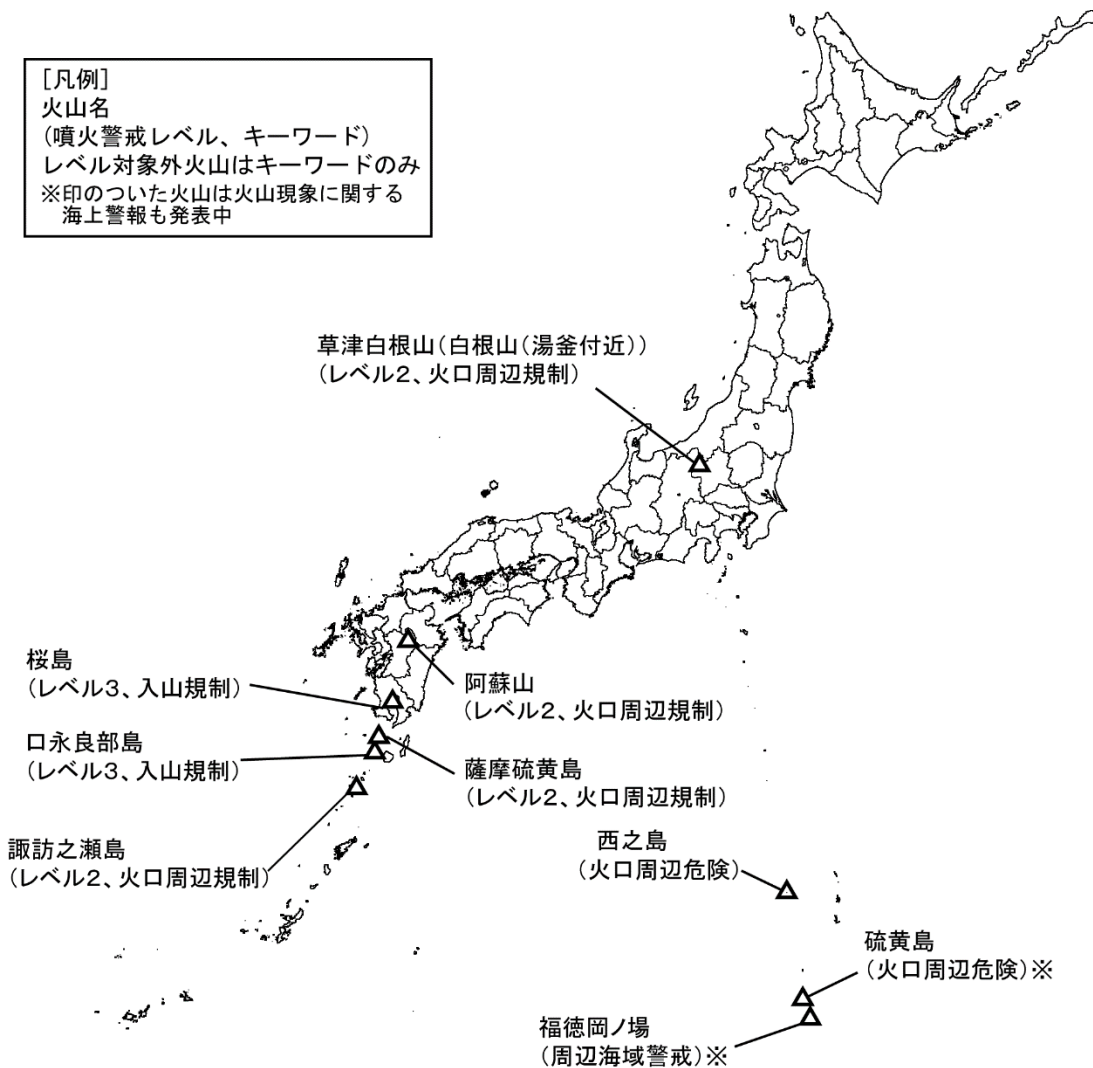 [凡例]
火山名
(噴火警戒レベル、キーワード)
レベル対象外火山はキーワードのみ
※印のついた火山は火山現象に関する
海上警報も発表中
草津白根山(白根山(湯釜付近))
(レベル2、火口周辺規制)
桜島
(レベル3、入山規制)
阿蘇山
(レベル2、火口周辺規制)
口永良部島
(レベル3、入山規制)
薩摩硫黄島
(レベル2、火口周辺規制)
諏訪之瀬島
(レベル2、火口周辺規制)
西之島
(火口周辺危険)
硫黄島
(火口周辺危険)※
福徳岡ノ場
(周辺海域警戒)※